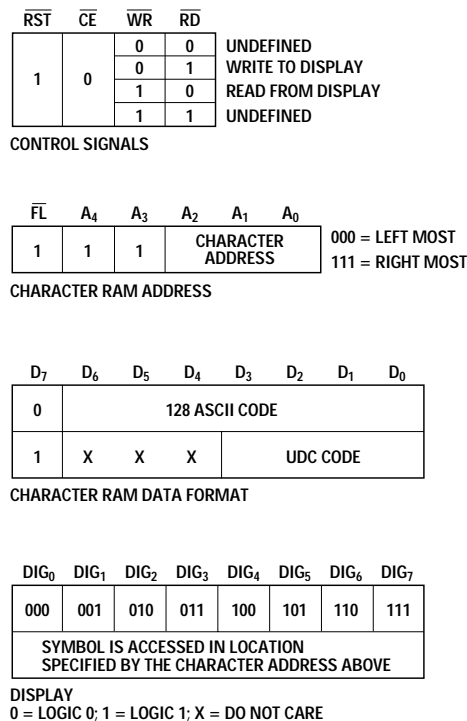 R̅S̅T̅ C̅E̅ W̅R̅ R̅D̅
1 0 0 0 UNDEFINED
0 1 WRITE TO DISPLAY
1 0 READ FROM DISPLAY
1 1 UNDEFINED
CONTROL SIGNALS
F̅L̅ A₄ A₃ A₂ A₁ A₀
1 1 1 CHARACTER ADDRESS
000 = LEFT MOST
111 = RIGHT MOST
CHARACTER RAM ADDRESS
D₇ D₆ D₅ D₄ D₃ D₂ D₁ D₀
0 128 ASCII CODE
1 X X X UDC CODE
CHARACTER RAM DATA FORMAT
DIG₀ DIG₁ DIG₂ DIG₃ DIG₄ DIG₅ DIG₆ DIG₇
000 001 010 011 100 101 110 111
SYMBOL IS ACCESSED IN LOCATION
SPECIFIED BY THE CHARACTER ADDRESS ABOVE
DISPLAY
0 = LOGIC 0; 1 = LOGIC 1; X = DO NOT CARE